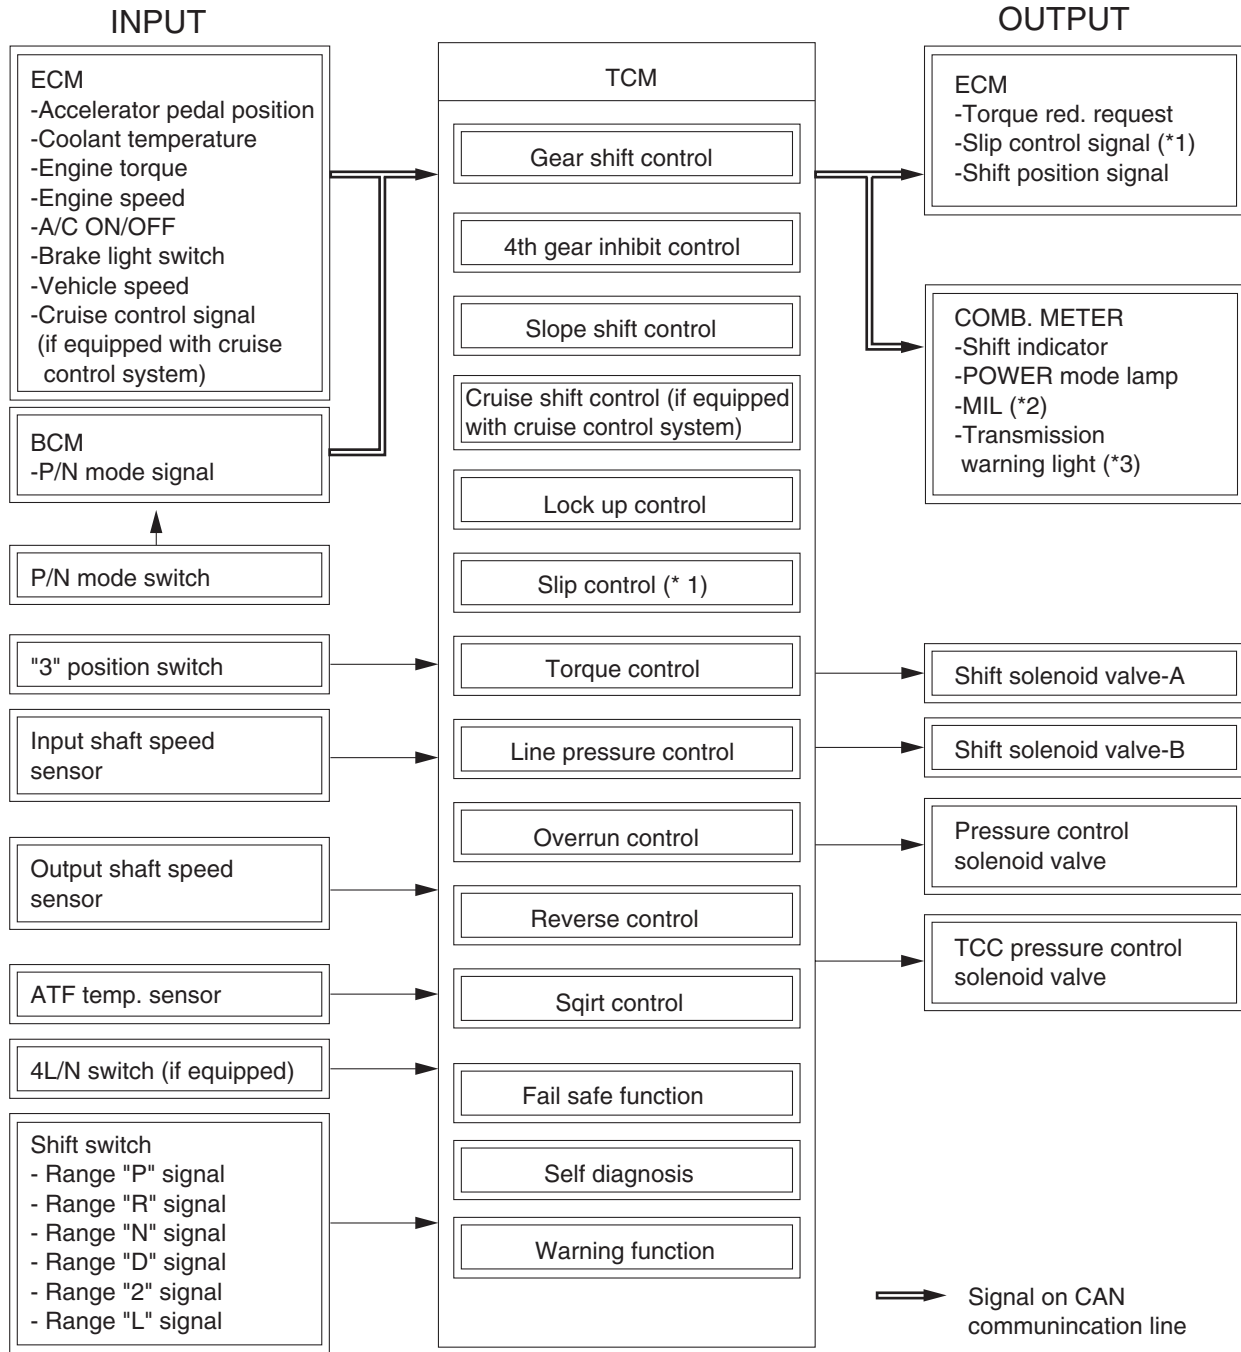 INPUT
ECM
-Accelerator pedal position
-Coolant temperature
-Engine torque
-Engine speed
-A/C ON/OFF
-Brake light switch
-Vehicle speed
-Cruise control signal
(if equipped with cruise
control system)
BCM
-P/N mode signal
P/N mode switch
"3" position switch
Input shaft speed
sensor
Output shaft speed
sensor
ATF temp. sensor
4L/N switch (if equipped)
Shift switch
- Range "P" signal
- Range "R" signal
- Range "N" signal
- Range "D" signal
- Range "2" signal
- Range "L" signal
TCM
Gear shift control
4th gear inhibit control
Slope shift control
Cruise shift control (if equipped
with cruise control system)
Lock up control
Slip control (* 1)
Torque control
Line pressure control
Overrun control
Reverse control
Sqirt control
Fail safe function
Self diagnosis
Warning function
OUTPUT
ECM
-Torque red. request
-Slip control signal (*1)
-Shift position signal
COMB. METER
-Shift indicator
-POWER mode lamp
-MIL (*2)
-Transmission
warning light (*3)
Shift solenoid valve-A
Shift solenoid valve-B
Pressure control
solenoid valve
TCC pressure control
solenoid valve
Signal on CAN
communincation line